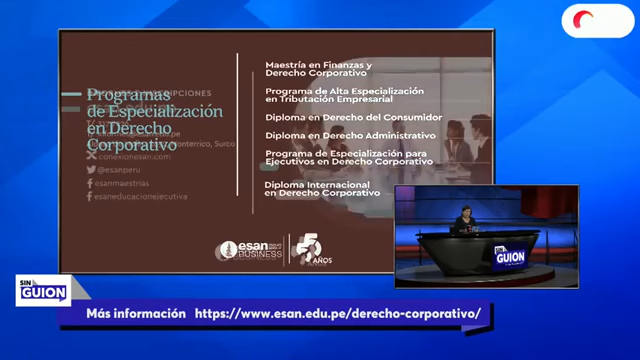 Programas
de Especialización
en Derecho
Corporativo
conexionesan.com
@esanperu
esanmaestrias
esaneducacionejecutiva
Maestría en Finanzas y
Derecho Corporativo
Programa de Alta Especialización
en Tributación Empresarial
Diploma en Derecho del Consumidor
Diploma en Derecho Administrativo
Programa de Especialización para
Ejecutivos en Derecho Corporativo
Diploma Internacional
en Derecho Corporativo
esan
BUSINESS
AÑOS
SIN
GUION
SIN
GUION
Más información https://www.esan.edu.pe/derecho-corporativo/